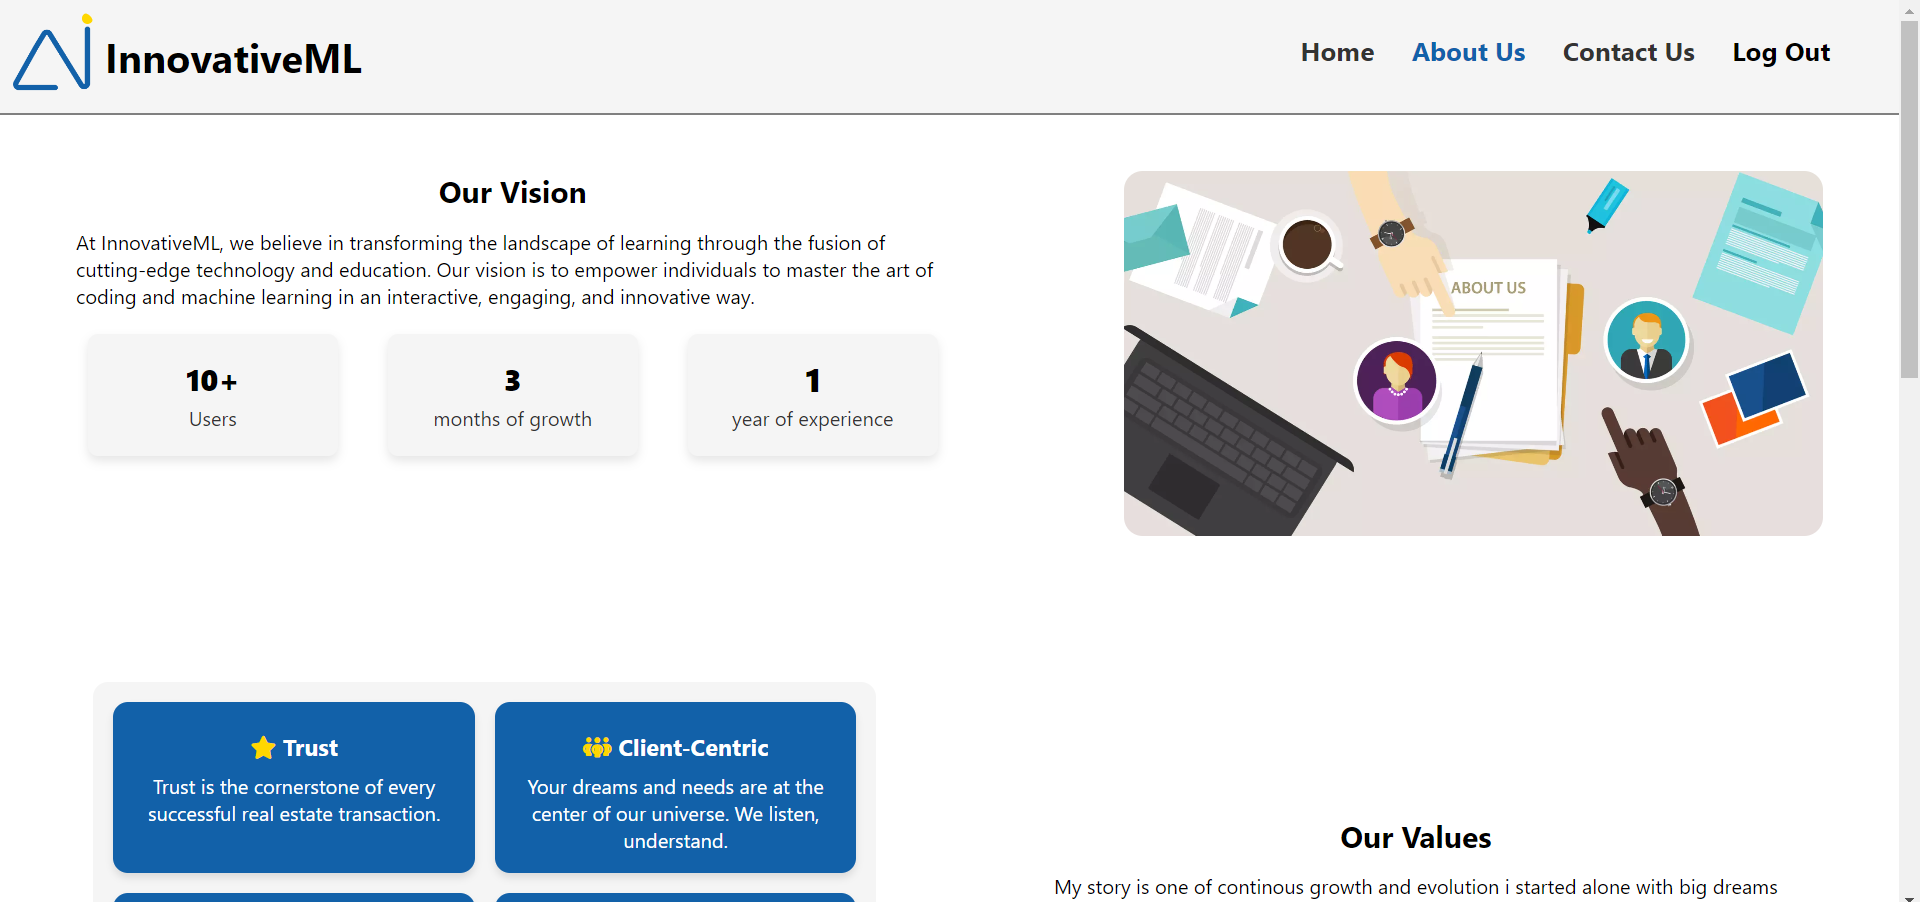 InnovativeML
Home
About Us
Contact Us
Log Out
Our Vision
At InnovativeML, we believe in transforming the landscape of learning through the fusion of
cutting-edge technology and education. Our vision is to empower individuals to master the art of
coding and machine learning in an interactive, engaging, and innovative way.
10+
Users
3
months of growth
1
year of experience
ABOUT US
Trust
Trust is the cornerstone of every
successful real estate transaction.
Client-Centric
Your dreams and needs are at the
center of our universe. We listen,
understand.
Our Values
My story is one of continous growth and evolution i started alone with big dreams